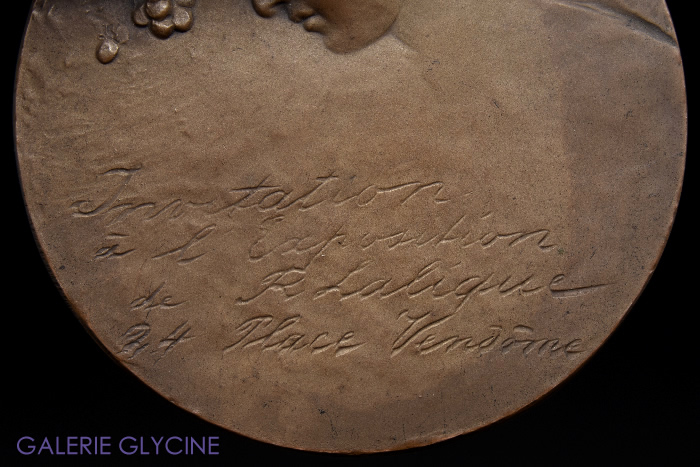 Invitation
à l'Exposition
de R Lalique
24 Place Vendôme
GALERIE GLYCINE